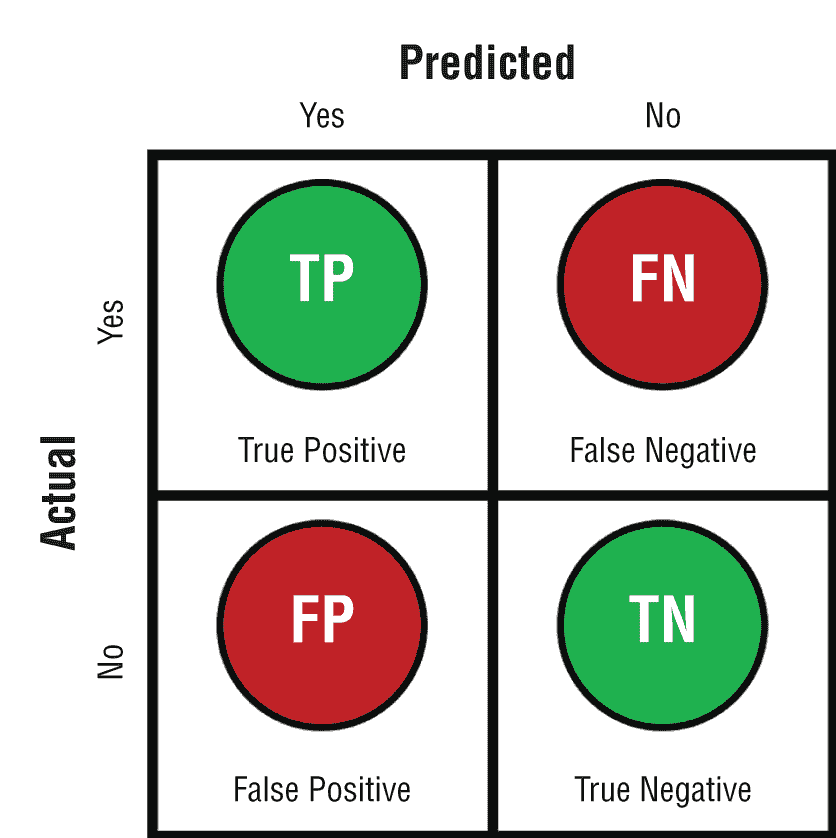 Predicted
Yes No
TP FN
Yes
True Positive False Negative
Actual
FP TN
No
False Positive True Negative